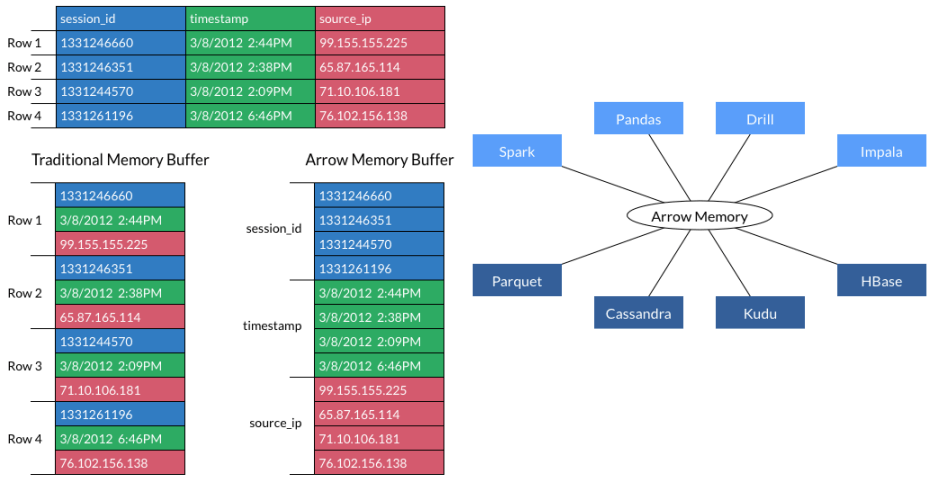 session_id timestamp source_ip
Row 1 1331246660 3/8/2012 2:44PM 99.155.155.225
Row 2 1331246351 3/8/2012 2:38PM 65.87.165.114
Row 3 1331244570 3/8/2012 2:09PM 71.10.106.181
Row 4 1331261196 3/8/2012 6:46PM 76.102.156.138
Traditional Memory Buffer
1331246660
Row 1 3/8/2012 2:44PM
99.155.155.225
1331246351
Row 2 3/8/2012 2:38PM
65.87.165.114
1331244570
Row 3 3/8/2012 2:09PM
71.10.106.181
1331261196
Row 4 3/8/2012 6:46PM
76.102.156.138
Arrow Memory Buffer
session_id
1331246660
1331246351
1331244570
1331261196
timestamp
3/8/2012 2:44PM
3/8/2012 2:38PM
3/8/2012 2:09PM
3/8/2012 6:46PM
source_ip
99.155.155.225
65.87.165.114
71.10.106.181
76.102.156.138
Pandas Drill
Spark Impala
Arrow Memory
Parquet HBase
Cassandra Kudu